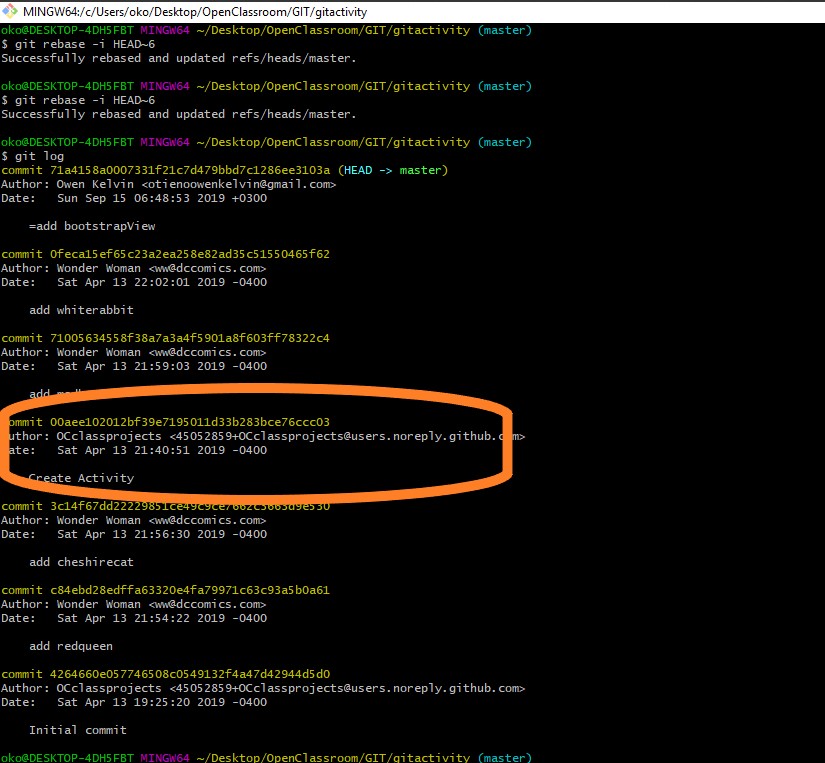 MINGW64:/c/Users/oko/Desktop/OpenClassroom/GIT/gitactivity
oko@DESKTOP-4DH5FBT MINGW64 ~/Desktop/OpenClassroom/GIT/gitactivity (master)
$ git rebase -i HEAD~6
Successfully rebased and updated refs/heads/master.
oko@DESKTOP-4DH5FBT MINGW64 ~/Desktop/OpenClassroom/GIT/gitactivity (master)
$ git rebase -i HEAD~6
Successfully rebased and updated refs/heads/master.
oko@DESKTOP-4DH5FBT MINGW64 ~/Desktop/OpenClassroom/GIT/gitactivity (master)
$ git log
commit 71a4158a0007331f21c7d479bbd7c1286ee3103a (HEAD -> master)
Author: Owen Kelvin <otienoowenkelvin@gmail.com>
Date: Sun Sep 15 06:48:53 2019 +0300
=add bootstrapView
commit 0feca15ef65c23a2ea258e82ad35c51550465f62
Author: Wonder Woman <ww@dccomics.com>
Date: Sat Apr 13 22:02:01 2019 -0400
add whiterabbit
commit 71005634558f38a7a3a4f5901a8f603ff78322c4
Author: Wonder Woman <ww@dccomics.com>
Date: Sat Apr 13 21:59:03 2019 -0400
add
commit 00aee102012bf39e7195011d33b283bce76ccc03
Author: OCclassprojects <45052859+OCclassprojects@users.noreply.github.com>
Date: Sat Apr 13 21:40:51 2019 -0400
Create Activity
commit
Author: Wonder Woman <ww@dccomics.com>
Date: Sat Apr 13 21:56:30 2019 -0400
add cheshirecat
commit c84ebd28edffa63320e4fa79971c63c93a5b0a61
Author: Wonder Woman <ww@dccomics.com>
Date: Sat Apr 13 21:54:22 2019 -0400
add redqueen
commit 4264660e057746508c0549132f4a47d42944d5d0
Author: OCclassprojects <45052859+OCclassprojects@users.noreply.github.com>
Date: Sat Apr 13 19:25:20 2019 -0400
Initial commit
oko@DESKTOP-4DH5FBT MINGW64 ~/Desktop/OpenClassroom/GIT/gitactivity (master)